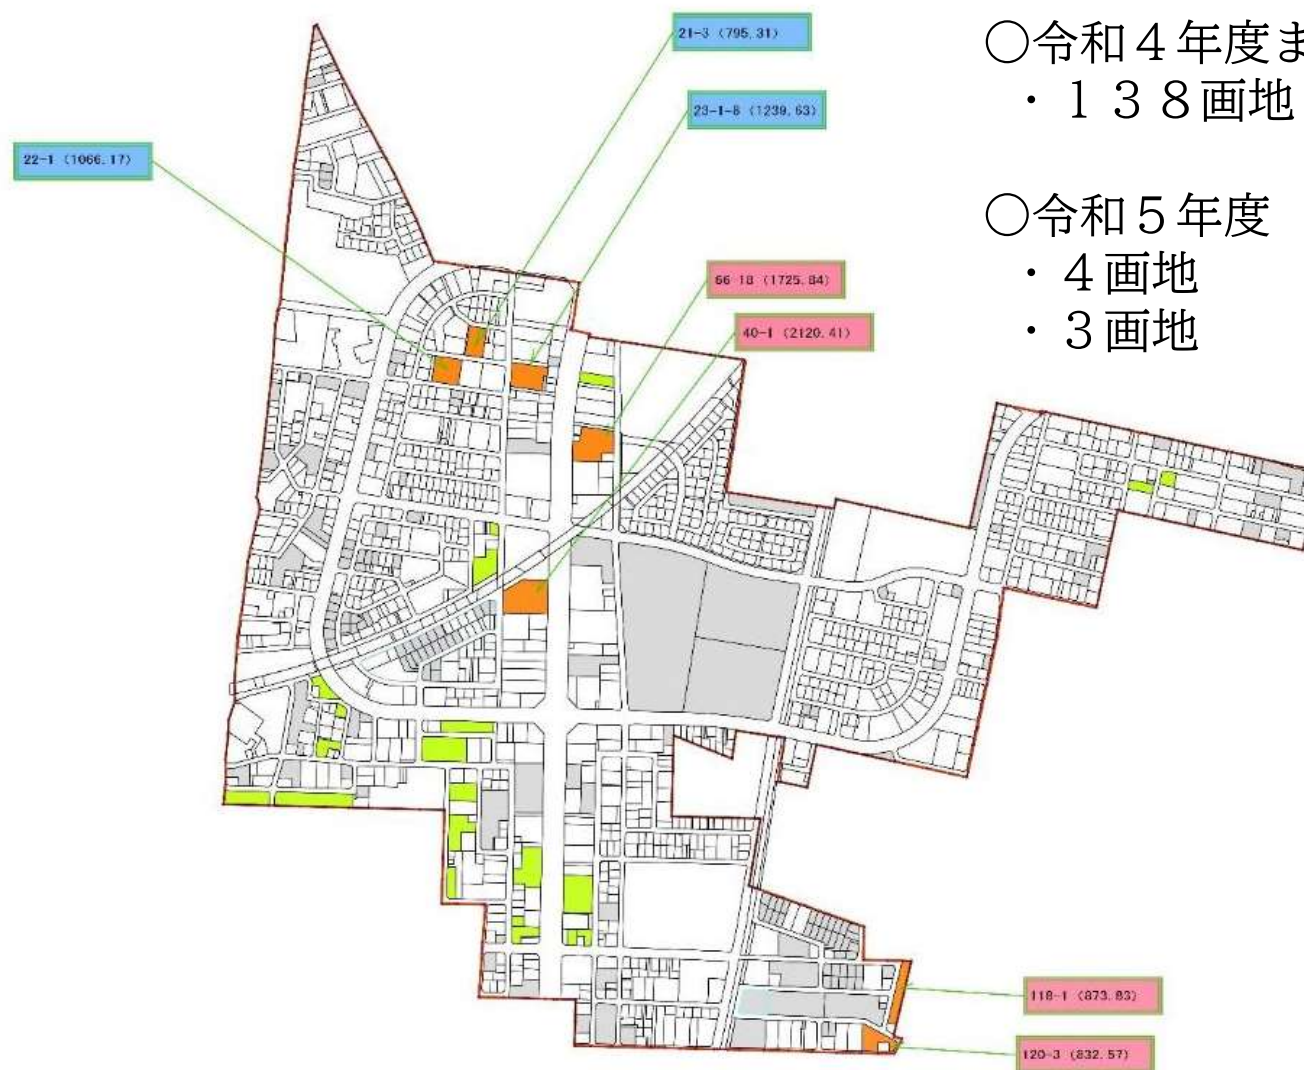 ○令和４年度ま
・１３８画地
○令和５年度
・４画地
・３画地
21-3 (795.31)
23-1-8 (1239.63)
22-1 (1066.17)
66-18 (1725.84)
40-1 (2120.41)
118-1 (873.83)
120-3 (832.57)